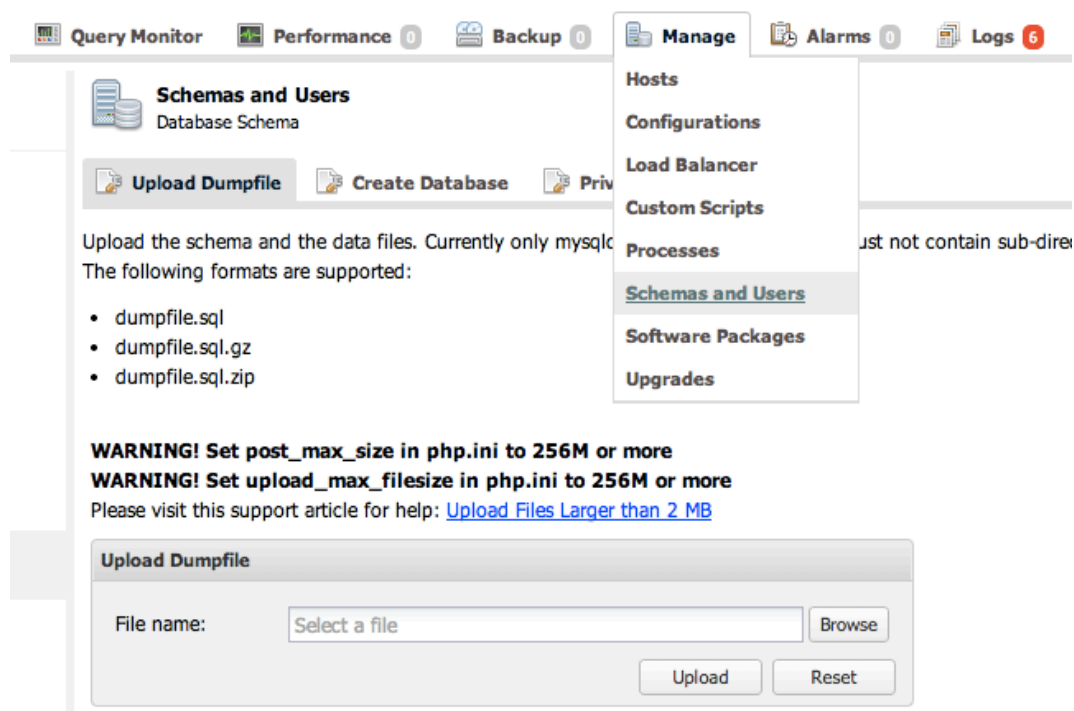 Query Monitor Performance 0 Backup 0 Manage Alarms 0 Logs 6
Schemas and Users
Database Schema
Upload Dumpfile Create Database
Hosts
Configurations
Load Balancer
Custom Scripts
Processes
Schemas and Users
Software Packages
Upgrades
Upload the schema and the data files. Currently only not contain
The following formats are supported:
• dumpfile.sql
• dumpfile.sql.gz
• dumpfile.sql.zip
WARNING! Set post_max_size in php.ini to 256M or more
WARNING! Set upload_max_filesize in php.ini to 256M or more
Please visit this support article for help: Upload Files Larger than 2 MB
Upload Dumpfile
File name: Select a file Browse
Upload Reset